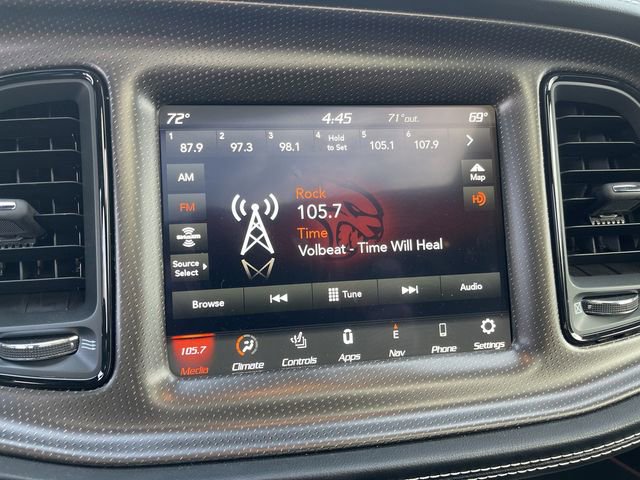 72° 4:45 71°out. 69°
1 87.9 2 97.3 3 98.1 4 Hold to Set 5 105.1 6 107.9
AM
FM
SiriusXM
Source Select
Rock
105.7
Time
Volbeat - Time Will Heal
Map
HD
Browse Tune Audio
105.7 E
Media Climate Controls Apps Nav Phone Settings